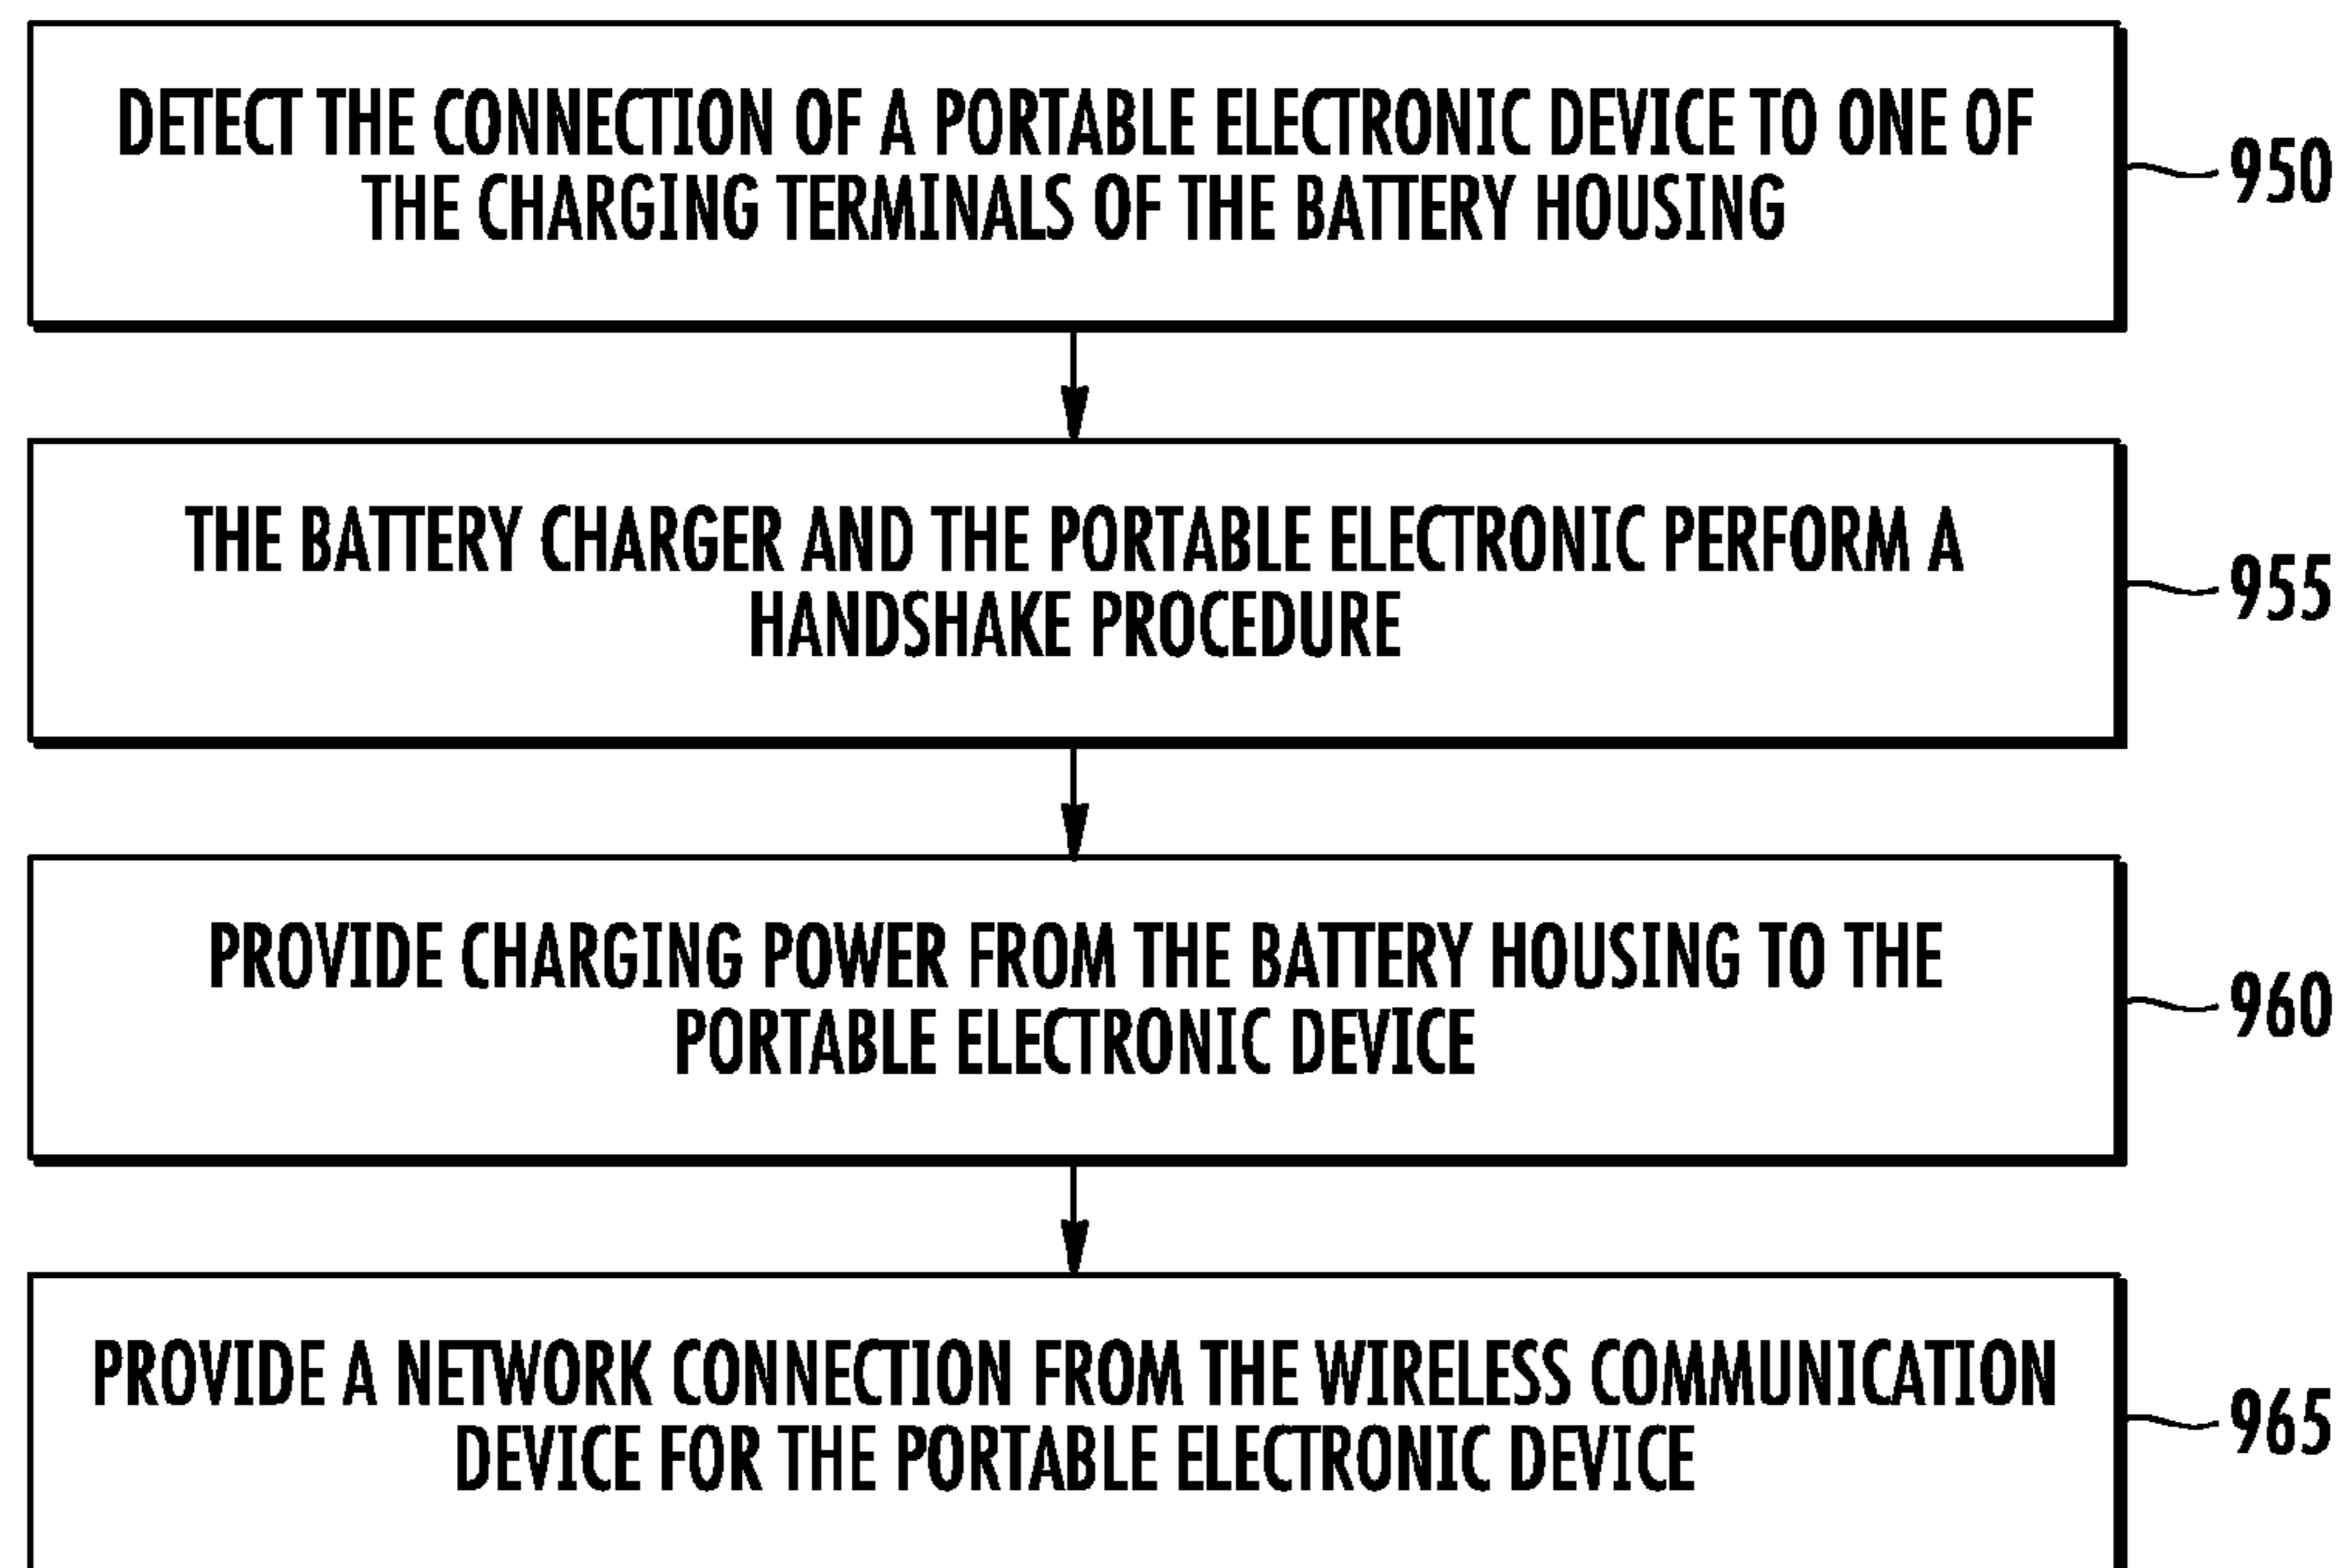 DETECT THE CONNECTION OF A PORTABLE ELECTRONIC DEVICE TO ONE OF
THE CHARGING TERMINALS OF THE BATTERY HOUSING
950
THE BATTERY CHARGER AND THE PORTABLE ELECTRONIC PERFORM A
HANDSHAKE PROCEDURE
955
PROVIDE CHARGING POWER FROM THE BATTERY HOUSING TO THE
PORTABLE ELECTRONIC DEVICE
960
PROVIDE A NETWORK CONNECTION FROM THE WIRELESS COMMUNICATION
DEVICE FOR THE PORTABLE ELECTRONIC DEVICE
965